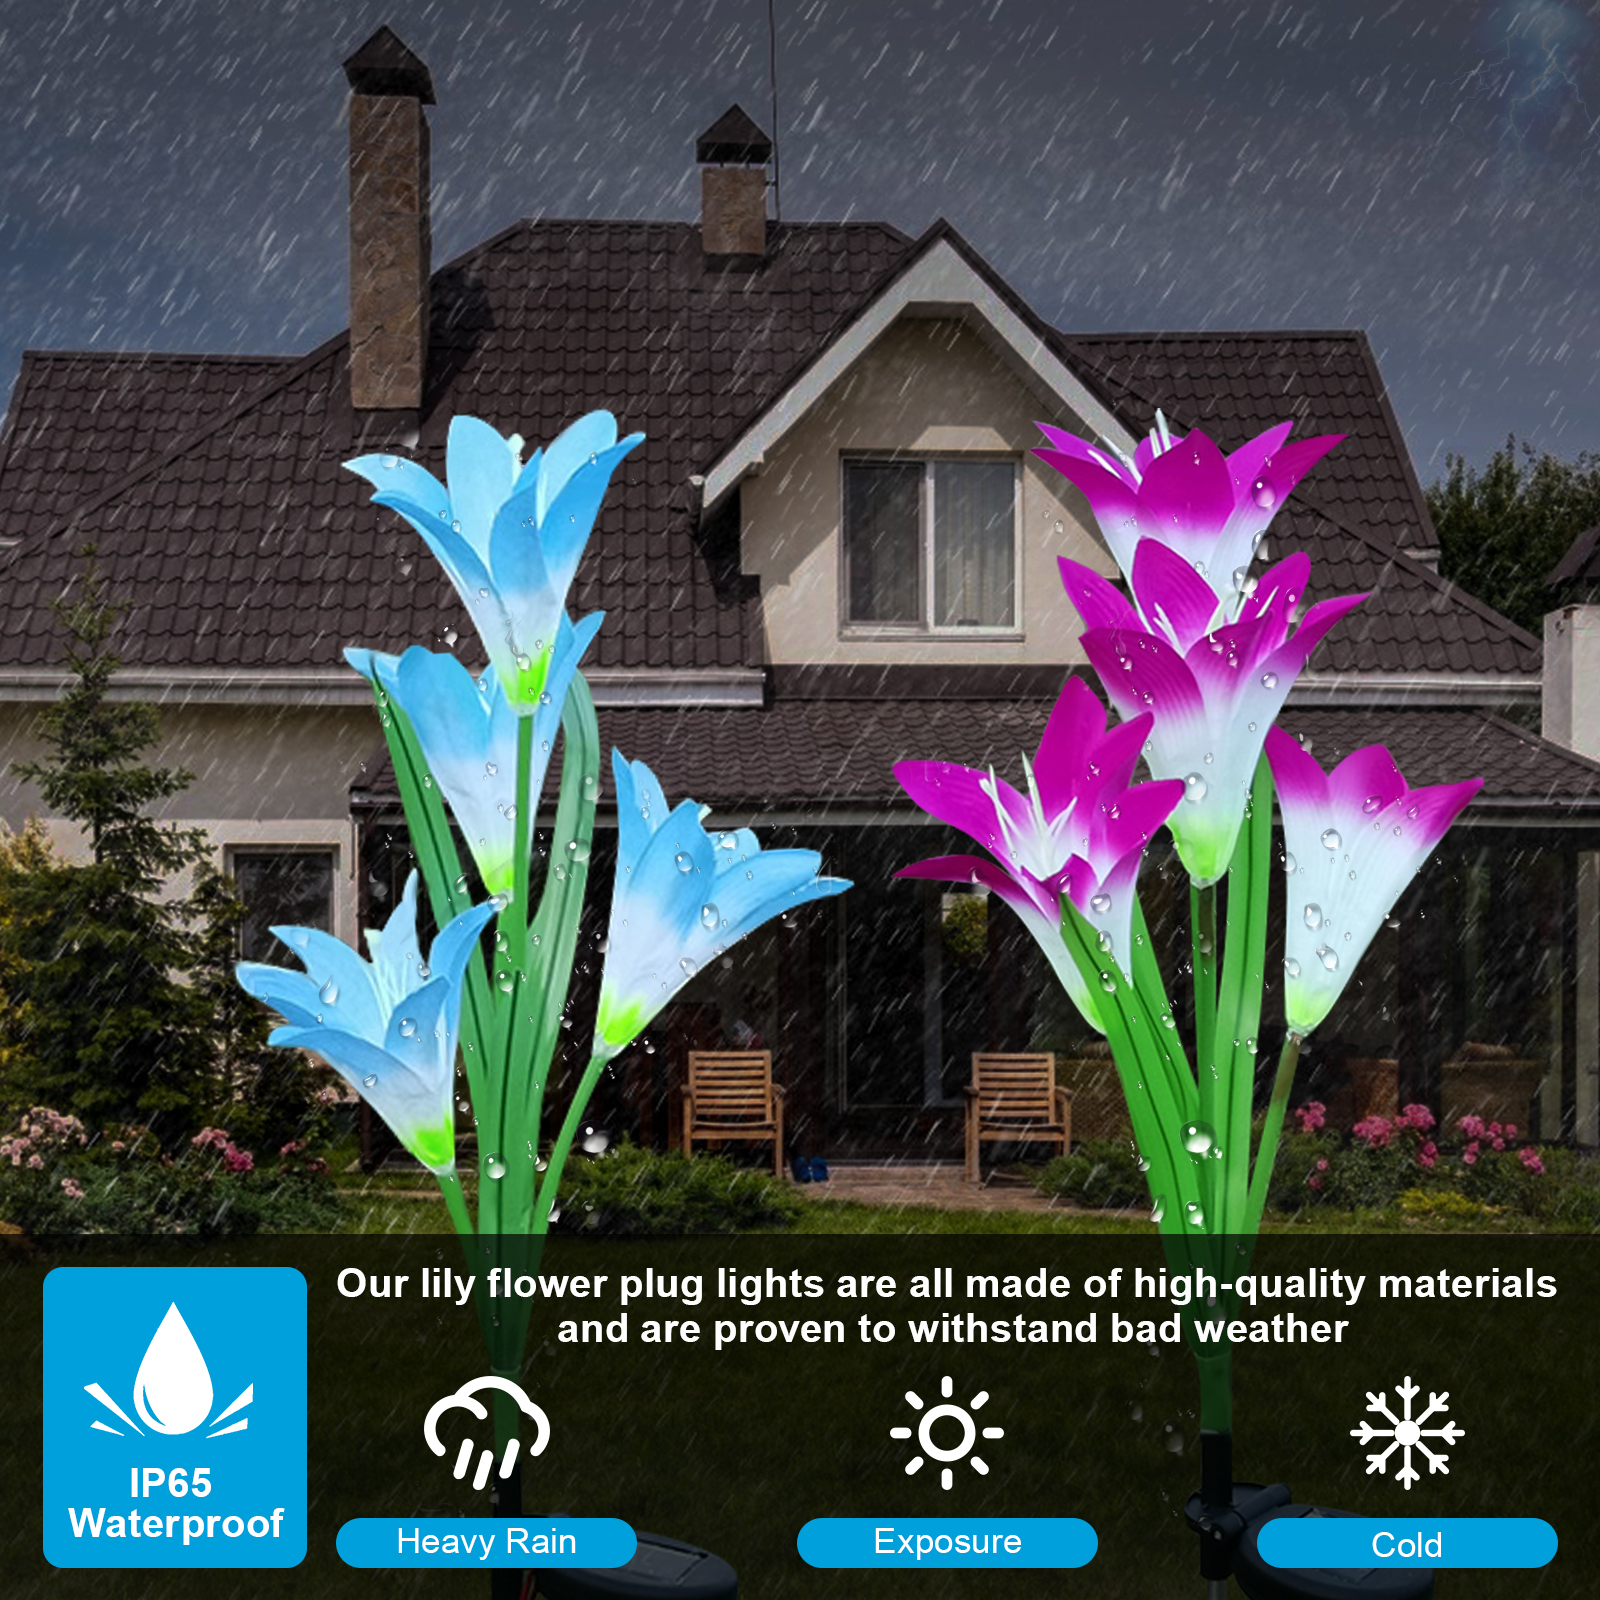 Our lily flower plug lights are all made of high-quality materials
and are proven to withstand bad weather
IP65
Waterproof
Heavy Rain
Exposure
Cold